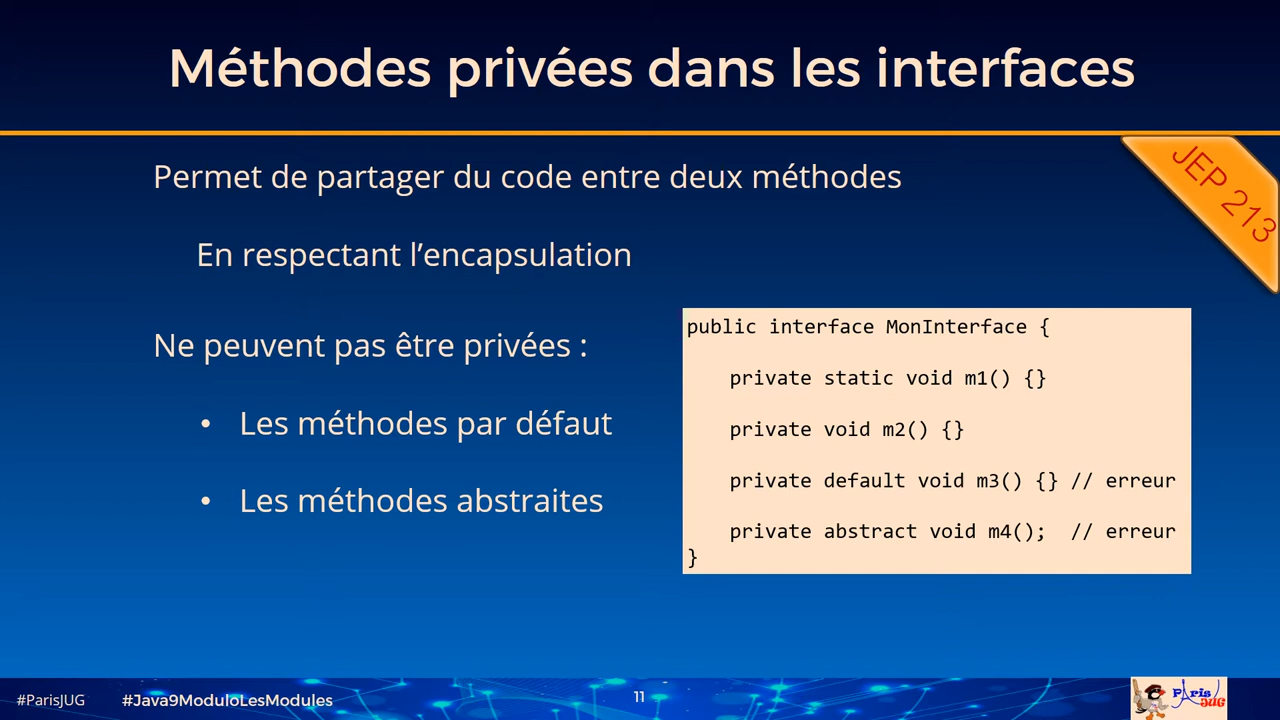 Méthodes privées dans les interfaces
JEP 213
Permet de partager du code entre deux méthodes
En respectant l’encapsulation
Ne peuvent pas être privées :
• Les méthodes par défaut
• Les méthodes abstraites
public interface MonInterface {
private static void m1() {}
private void m2() {}
private default void m3() {} // erreur
private abstract void m4();  // erreur
}
#ParisJUG
#Java9ModuloLesModules
11
Paris JUG